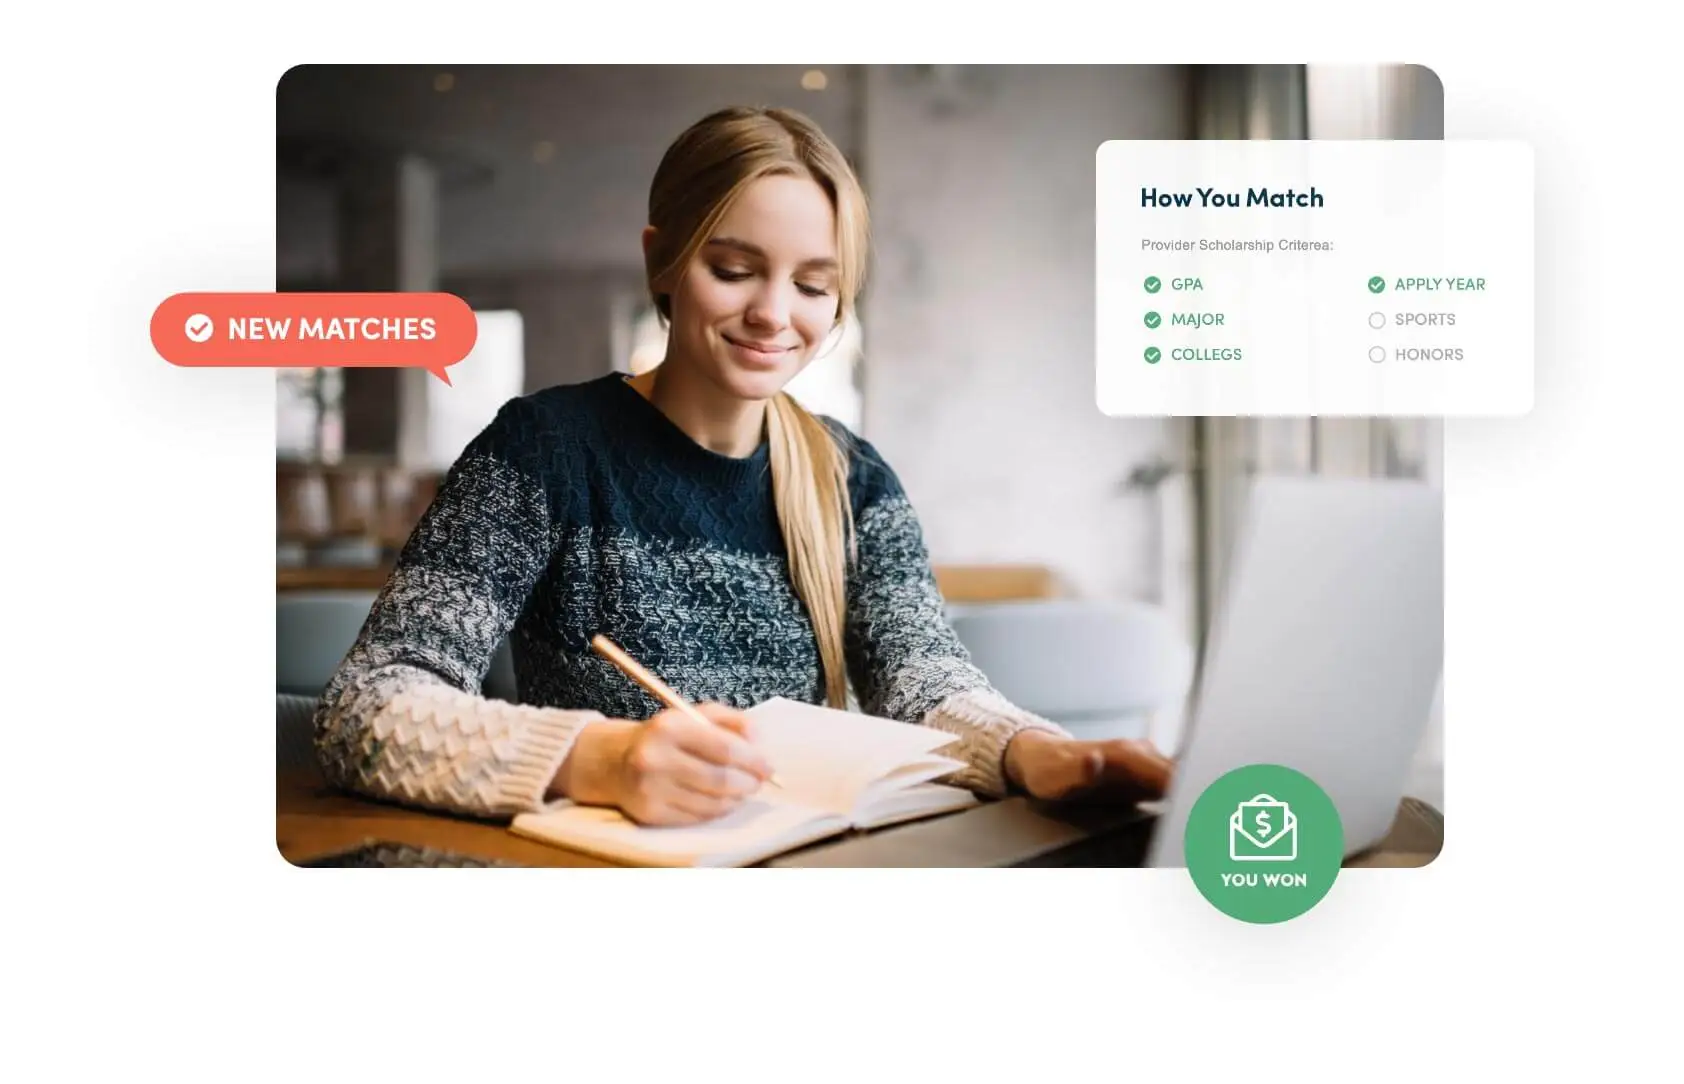 How You Match
Provider Scholarship Criterea:
GPA
APPLY YEAR
MAJOR
SPORTS
COLLEGS
HONORS
NEW MATCHES
$
YOU WON